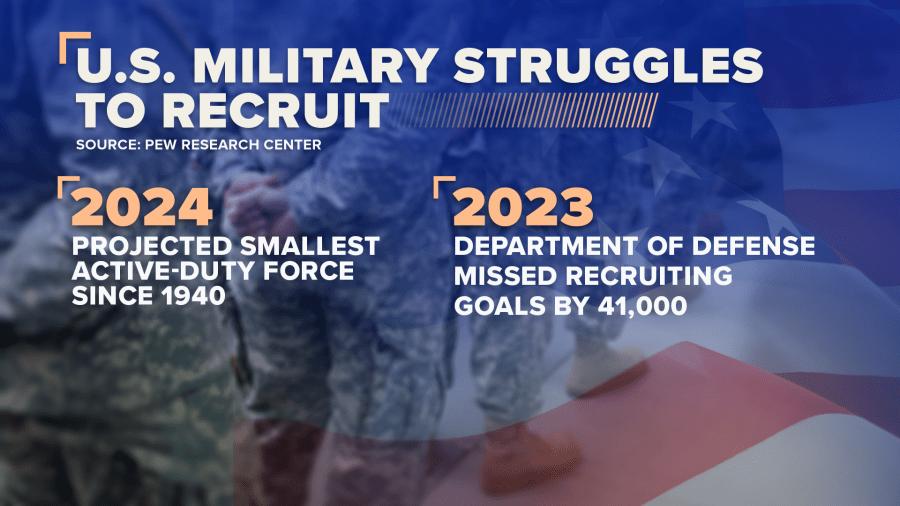 U.S. MILITARY STRUGGLES
TO RECRUIT
SOURCE: PEW RESEARCH CENTER
2024
PROJECTED SMALLEST
ACTIVE-DUTY FORCE
SINCE 1940
2023
DEPARTMENT OF DEFENSE
MISSED RECRUITING
GOALS BY 41,000